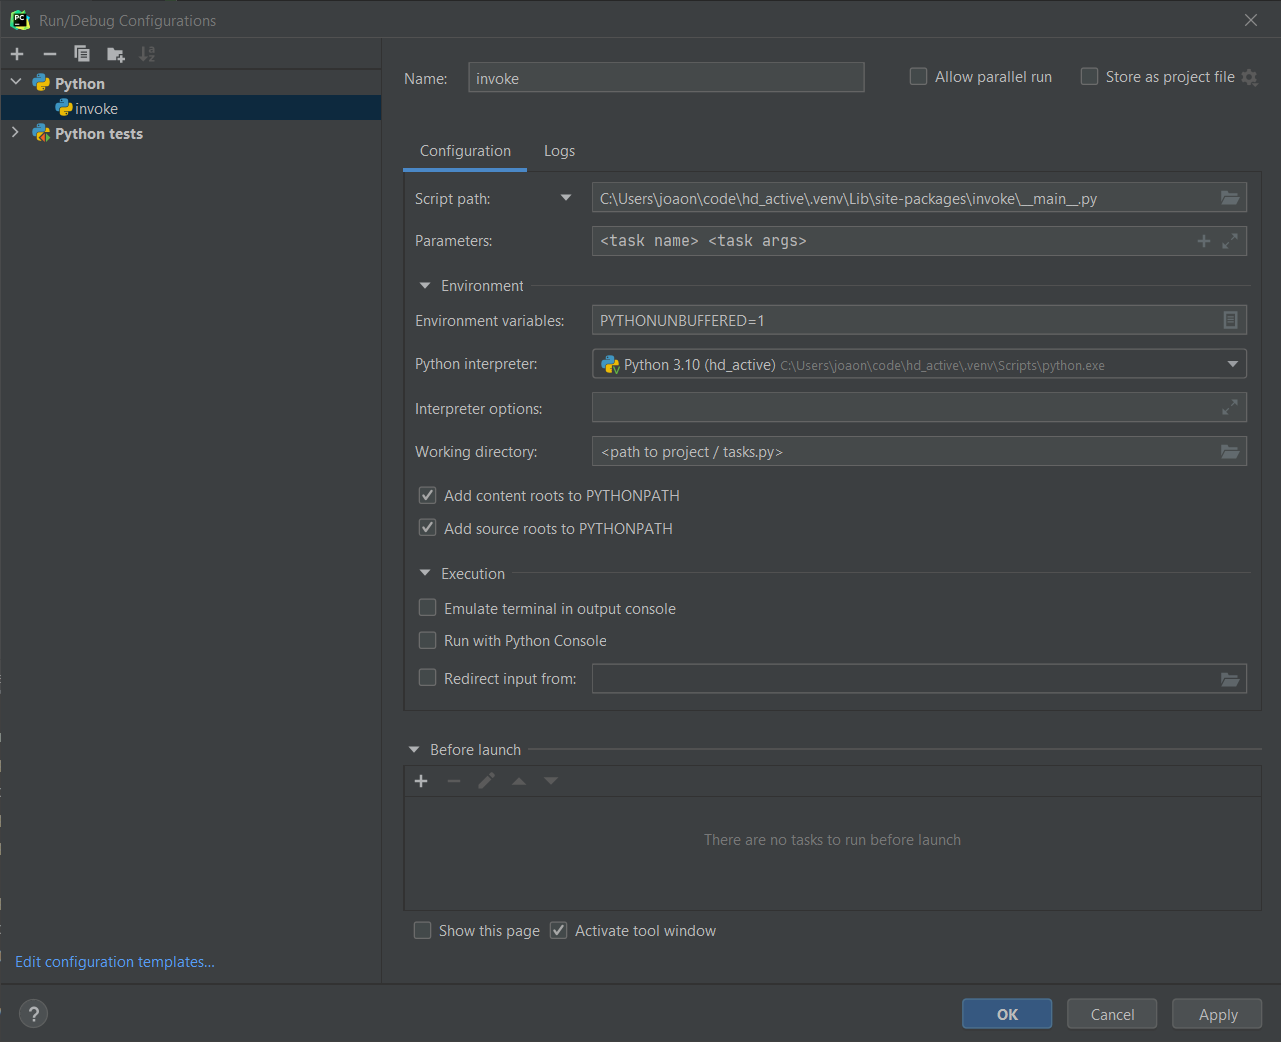 PC
Run/Debug Configurations
Python
invoke
Python tests
Edit configuration templates...
Name:
invoke
Allow parallel run
Store as project file
Configuration
Logs
Script path:
C:\Users\joaon\code\hd_active\.venv\Lib\site-packages\invoke\__main__.py
Parameters:
<task name> <task args>
Environment
Environment variables:
PYTHONUNBUFFERED=1
Python interpreter:
Python 3.10 (hd_active) C:\Users\joaon\code\hd_active\.venv\Scripts\python.exe
Interpreter options:
Working directory:
<path to project / tasks.py>
Add content roots to PYTHONPATH
Add source roots to PYTHONPATH
Execution
Emulate terminal in output console
Run with Python Console
Redirect input from:
Before launch
There are no tasks to run before launch
Show this page
Activate tool window
?
OK
Cancel
Apply